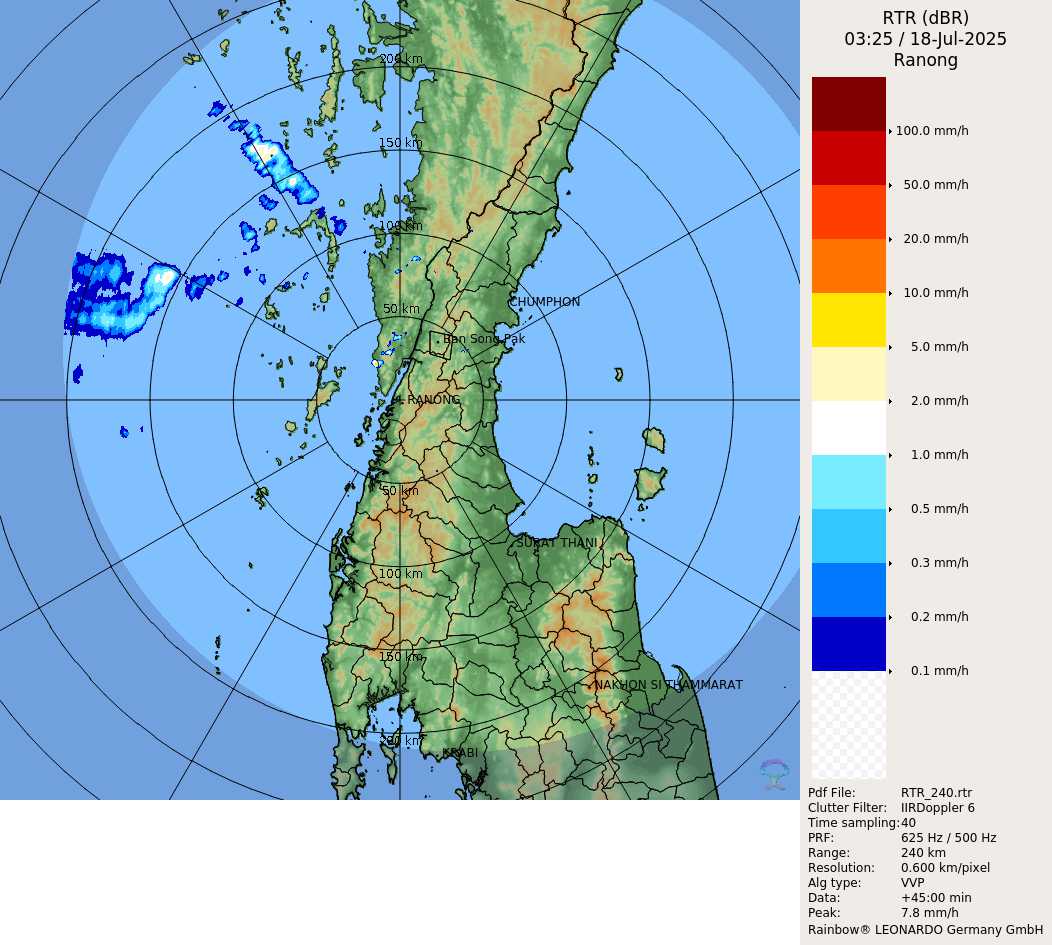 RTR (dBR)
03:25 / 18-Jul-2025
Ranong
200 km
150 km
100 km
50 km
CHUMPHON
Ban Song Pak
RANONG
50 km
SURAT THANI
100 km
150 km
NAKHON SI THAMMARAT
200 km
KRABI
100.0 mm/h
50.0 mm/h
20.0 mm/h
10.0 mm/h
5.0 mm/h
2.0 mm/h
1.0 mm/h
0.5 mm/h
0.3 mm/h
0.2 mm/h
0.1 mm/h
Pdf File: RTR_240.rtr
Clutter Filter: IIRDoppler 6
Time sampling:40
PRF: 625 Hz / 500 Hz
Range: 240 km
Resolution: 0.600 km/pixel
Alg type: VVP
Data: +45:00 min
Peak: 7.8 mm/h
Rainbow® LEONARDO Germany GmbH